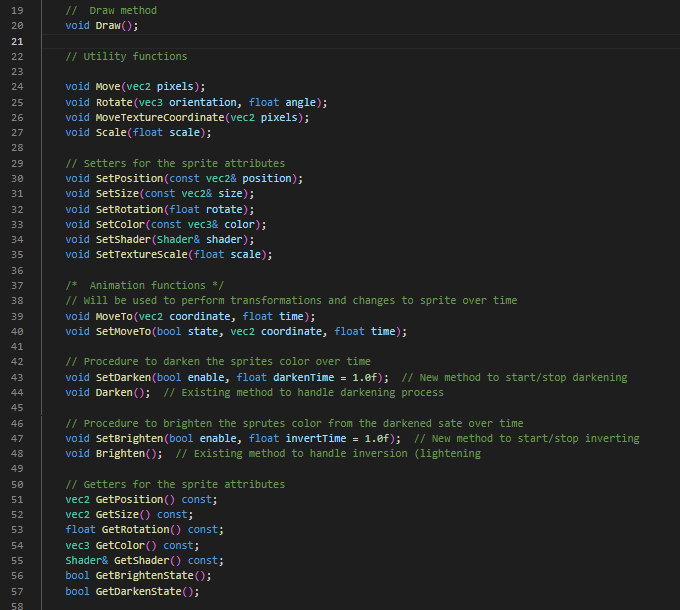 19 //  Draw method
20 void Draw();
21
22 // Utility functions
23
24 void Move(vec2 pixels);
25 void Rotate(vec3 orientation, float angle);
26 void MoveTextureCoordinate(vec2 pixels);
27 void Scale(float scale);
28
29 // Setters for the sprite attributes
30 void SetPosition(const vec2& position);
31 void SetSize(const vec2& size);
32 void SetRotation(float rotate);
33 void SetColor(const vec3& color);
34 void SetShader(Shader& shader);
35 void SetTextureScale(float scale);
36
37 /*  Animation functions */
38 // Will be used to perform transformations and changes to sprite over time
39 void MoveTo(vec2 coordinate, float time);
40 void SetMoveTo(bool state, vec2 coordinate, float time);
41
42 // Procedure to darken the sprites color over time
43 void SetDarken(bool enable, float darkenTime = 1.0f);  // New method to start/stop darkening
44 void Darken();  // Existing method to handle darkening process
45
46 // Procedure to brighten the sprutes color from the darkened sate over time
47 void SetBrighten(bool enable, float invertTime = 1.0f);  // New method to start/stop inverting
48 void Brighten();  // Existing method to handle inversion (lightening
49
50 // Getters for the sprite attributes
51 vec2 GetPosition() const;
52 vec2 GetSize() const;
53 float GetRotation() const;
54 vec3 GetColor() const;
55 Shader& GetShader() const;
56 bool GetBrightenState();
57 bool GetDarkenState();
58